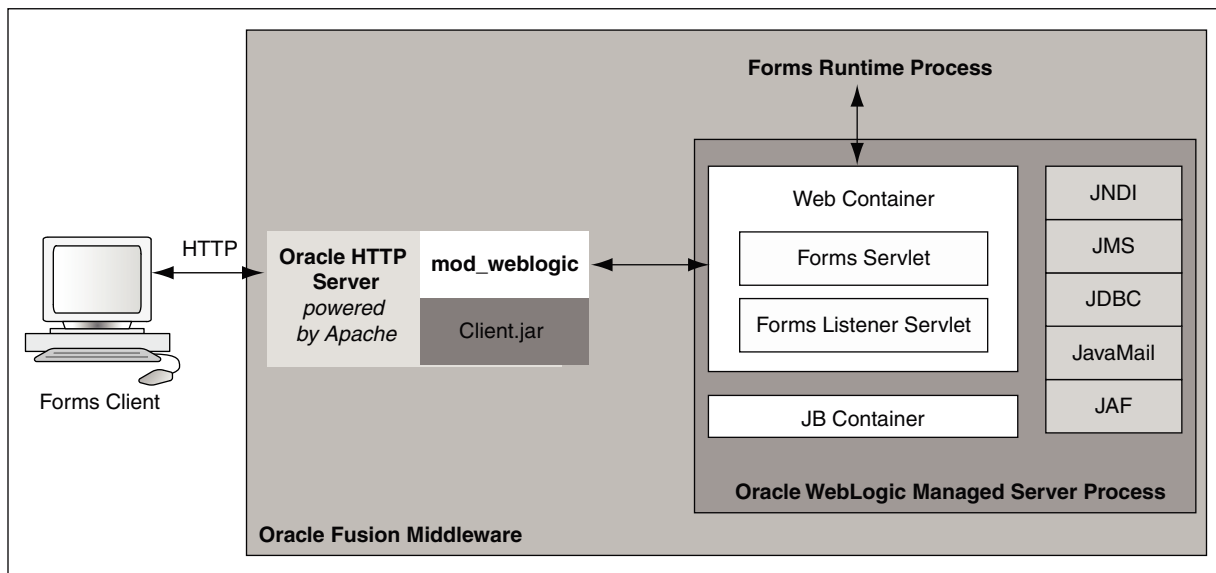 Forms Runtime Process
HTTP
Forms Client
Oracle HTTP
Server
powered
by Apache
mod_weblogic
Client.jar
Web Container
Forms Servlet
Forms Listener Servlet
JB Container
JNDI
JMS
JDBC
JavaMail
JAF
Oracle WebLogic Managed Server Process
Oracle Fusion Middleware